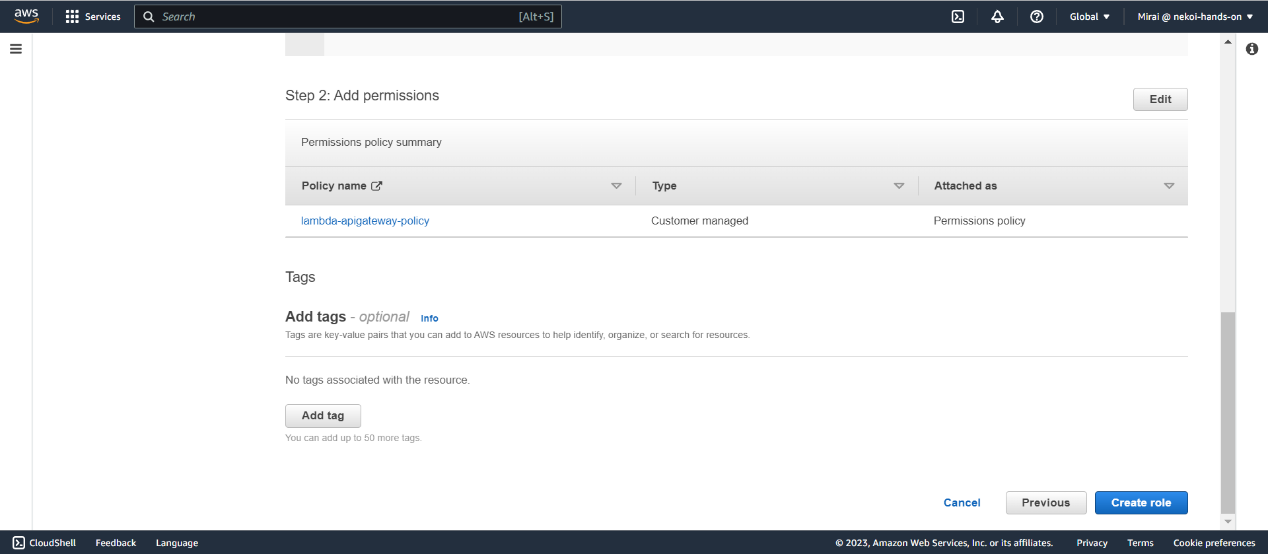 aws Services Search [Alt+S] Global Mirai @ nekoi-hands-on
Step 2: Add permissions
Edit
Permissions policy summary
Policy name Type Attached as
lambda-apigateway-policy Customer managed Permissions policy
Tags
Add tags - optional Info
Tags are key-value pairs that you can add to AWS resources to help identify, organize, or search for resources.
No tags associated with the resource.
Add tag
You can add up to 50 more tags.
Cancel Previous Create role
CloudShell Feedback Language © 2023, Amazon Web Services, Inc. or its affiliates. Privacy Terms Cookie preferences